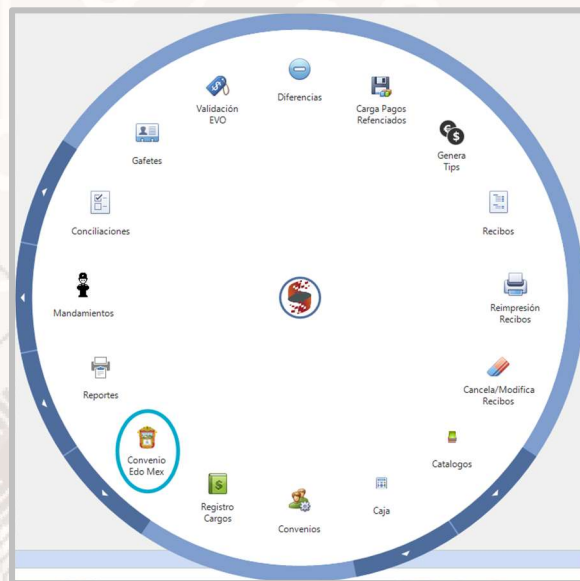 Diferencias
Carga Pagos
Refenciados
Genera
Tips
Recibos
Reimpresión
Recibos
Cancela/Modifica
Recibos
Catalogos
Caja
Convenios
Registro
Cargos
Convenio
Edo Mex
Reportes
Mandamientos
Conciliaciones
Gafetes
Validación
EVO